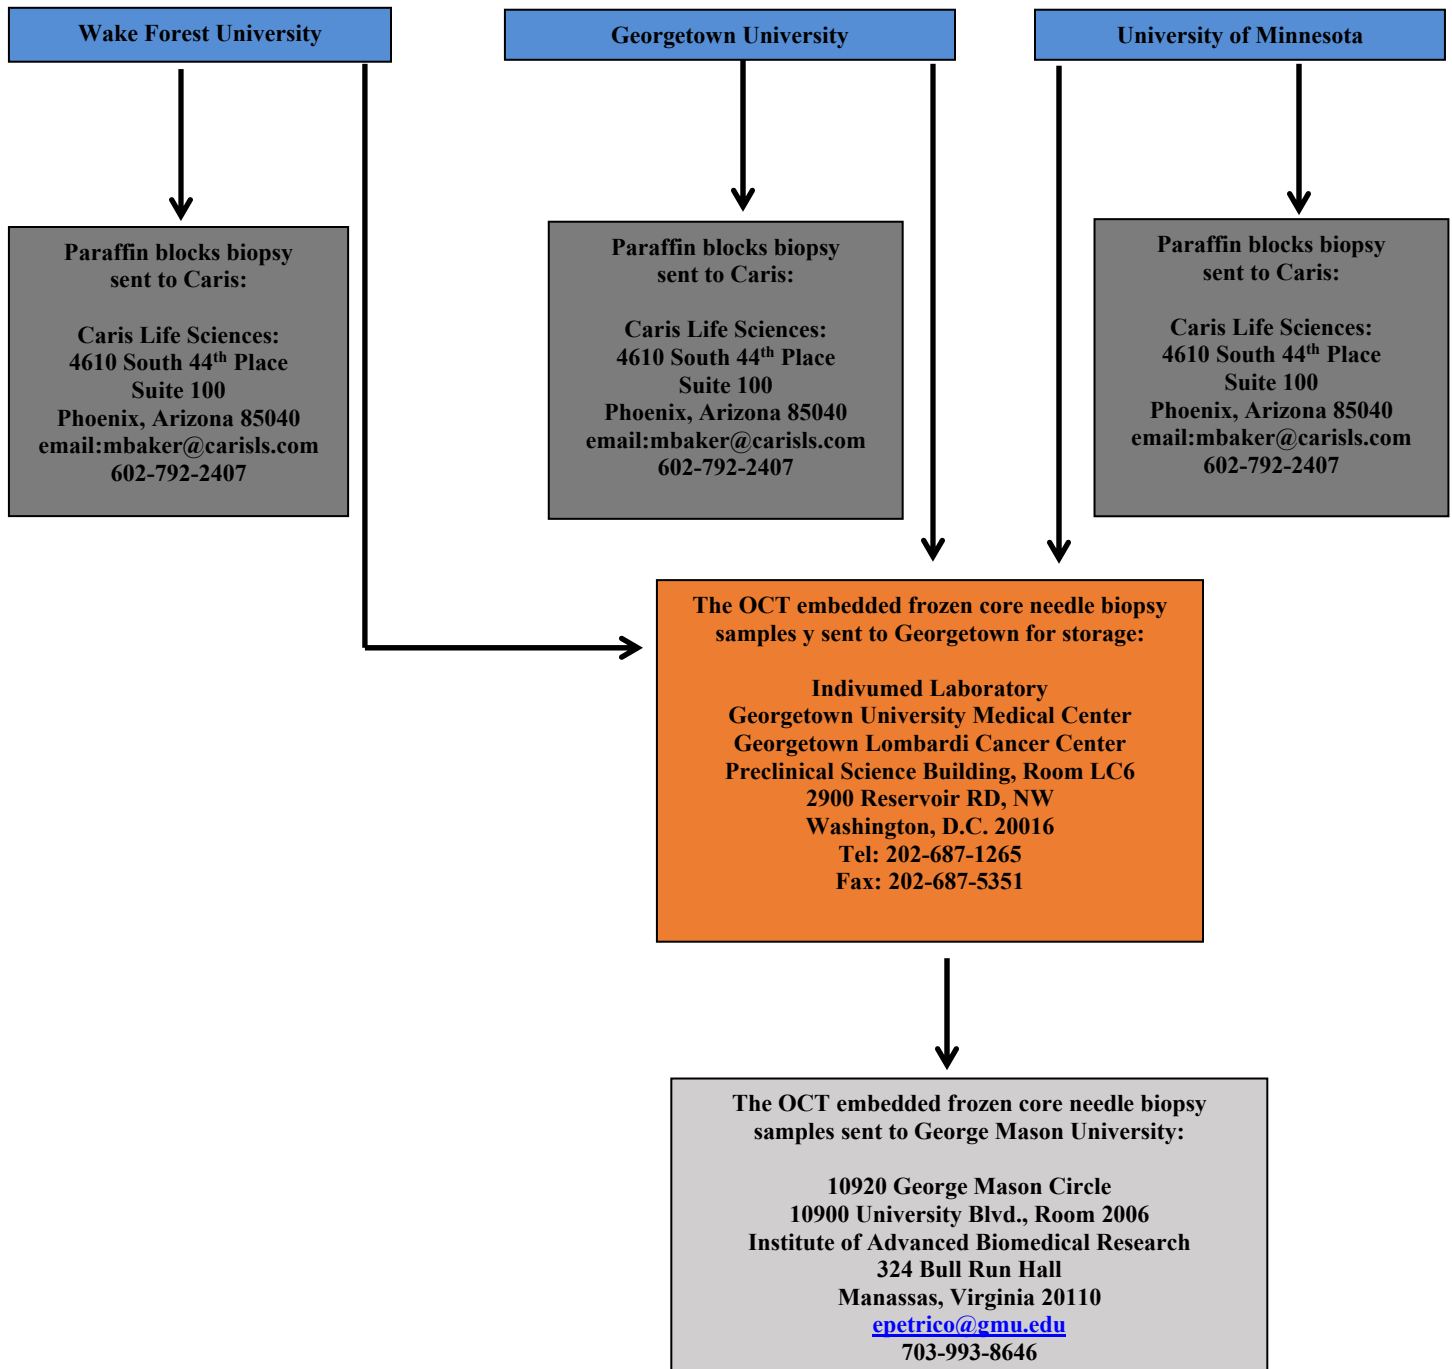 Wake Forest University
Georgetown University
University of Minnesota
Paraffin blocks biopsy
sent to Caris:
Caris Life Sciences:
4610 South 44th Place
Suite 100
Phoenix, Arizona 85040
email:mbaker@carisls.com
602-792-2407
Paraffin blocks biopsy
sent to Caris:
Caris Life Sciences:
4610 South 44th Place
Suite 100
Phoenix, Arizona 85040
email:mbaker@carisls.com
602-792-2407
Paraffin blocks biopsy
sent to Caris:
Caris Life Sciences:
4610 South 44th Place
Suite 100
Phoenix, Arizona 85040
email:mbaker@carisls.com
602-792-2407
The OCT embedded frozen core needle biopsy
samples y sent to Georgetown for storage:
Indivumed Laboratory
Georgetown University Medical Center
Georgetown Lombardi Cancer Center
Preclinical Science Building, Room LC6
2900 Reservoir RD, NW
Washington, D.C. 20016
Tel: 202-687-1265
Fax: 202-687-5351
The OCT embedded frozen core needle biopsy
samples sent to George Mason University:
10920 George Mason Circle
10900 University Blvd., Room 2006
Institute of Advanced Biomedical Research
324 Bull Run Hall
Manassas, Virginia 20110
epetrico@gmu.edu
703-993-8646